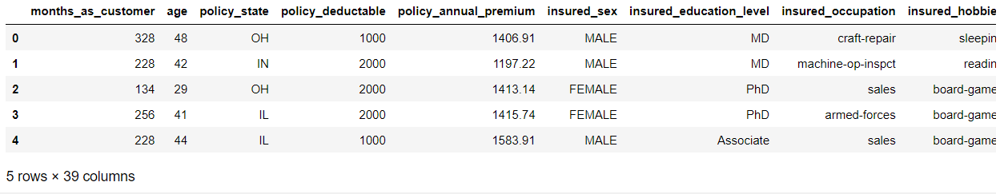 months_as_customer age policy_state policy_deductable policy_annual_premium insured_sex insured_education_level insured_occupation insured_hobbie
0 328 48 OH 1000 1406.91 MALE MD craft-repair sleepin
1 228 42 IN 2000 1197.22 MALE MD machine-op-inspct readin
2 134 29 OH 2000 1413.14 FEMALE PhD sales board-game
3 256 41 IL 2000 1415.74 FEMALE PhD armed-forces board-game
4 228 44 IL 1000 1583.91 MALE Associate sales board-game
5 rows × 39 columns